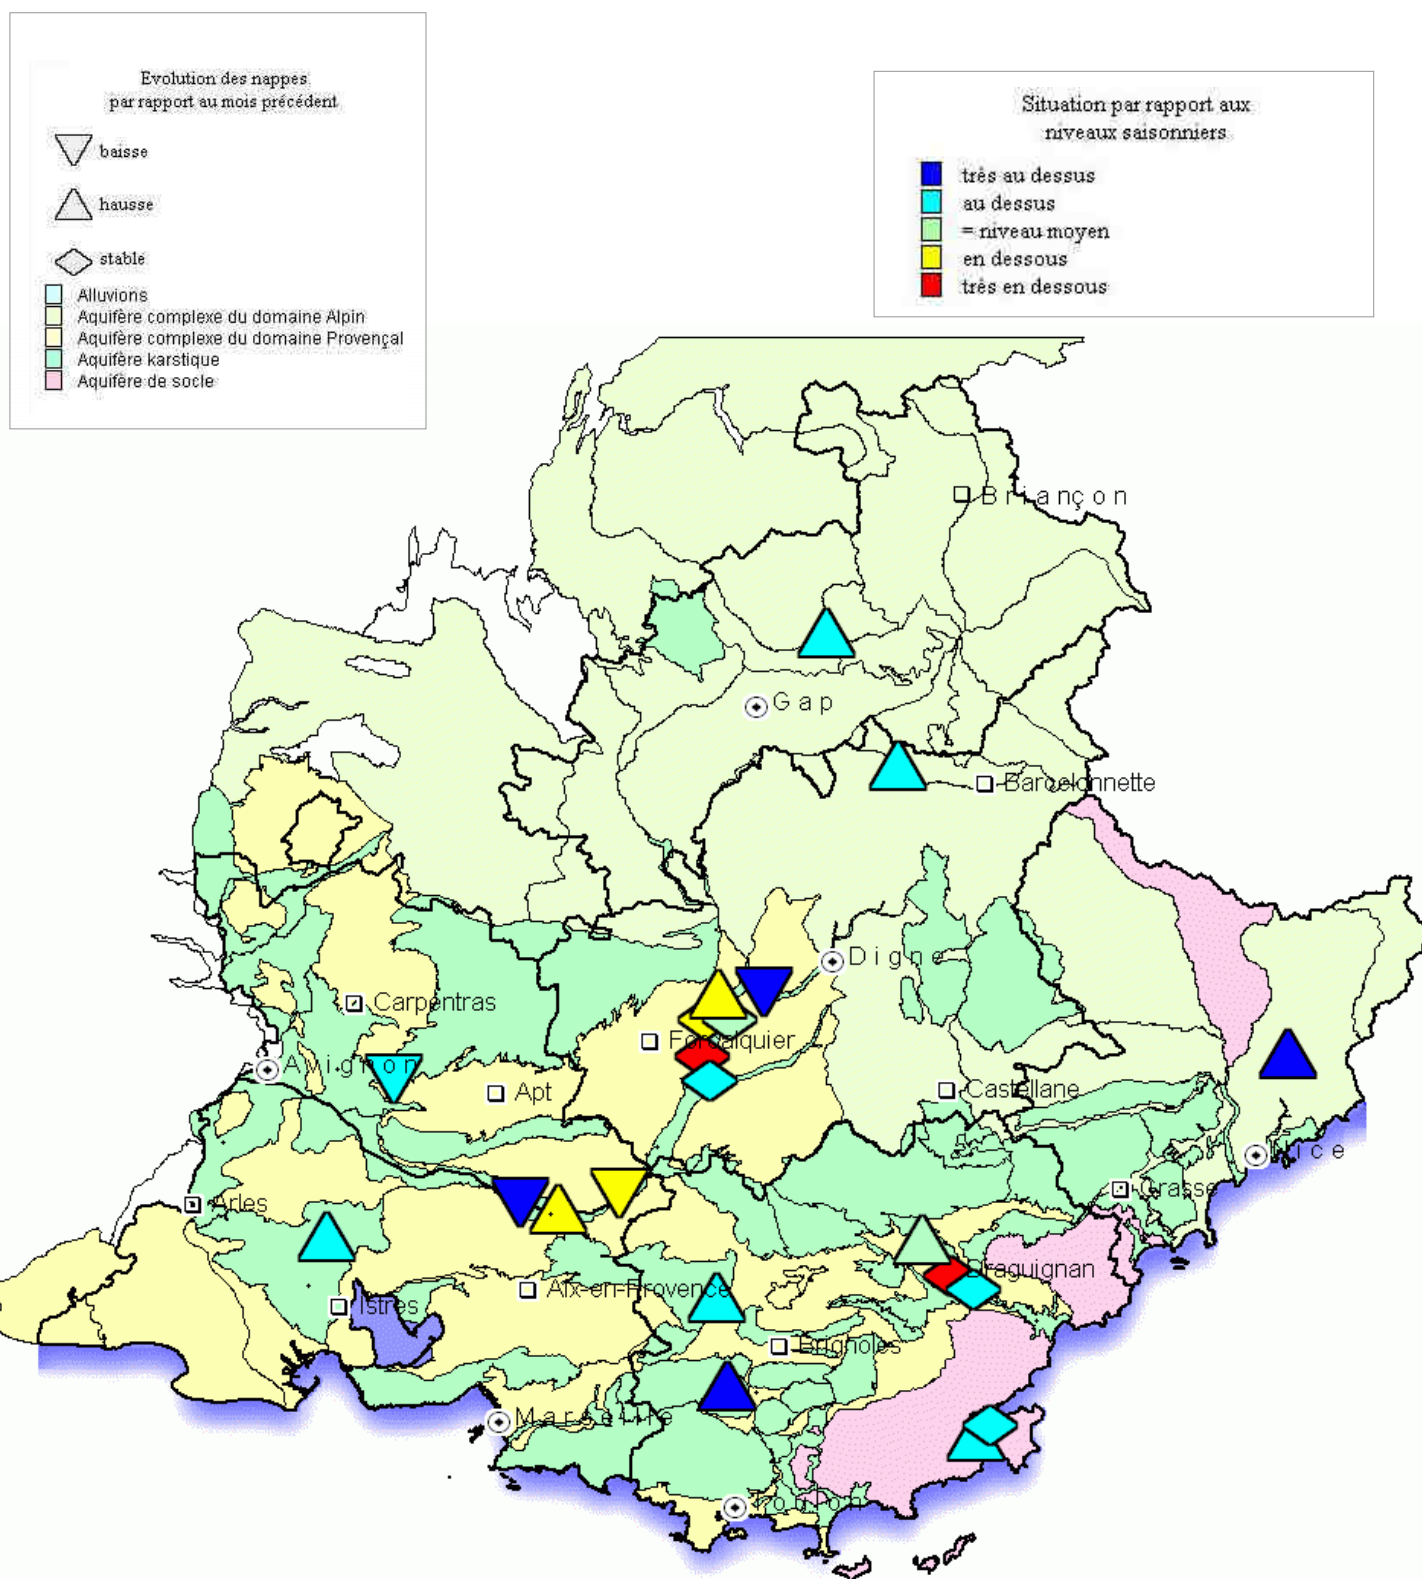 Evolution des nappes
par rapport au mois précédent
baisse
hausse
stable
Alluvions
Aquifère complexe du domaine Alpin
Aquifère complexe du domaine Provençal
Aquifère karstique
Aquifère de socle
Situation par rapport aux
niveaux saisonniers
très au dessus
au dessus
= niveau moyen
en dessous
très en dessous
Briançon
Gap
Barcelonnette
Digne
Carpentras
Forcalquier
Avignon
Apt
Castellane
Nice
Grasse
Arles
Draguignan
Aix-en-Provence
Istres
Brignoles
Marseille
Toulon